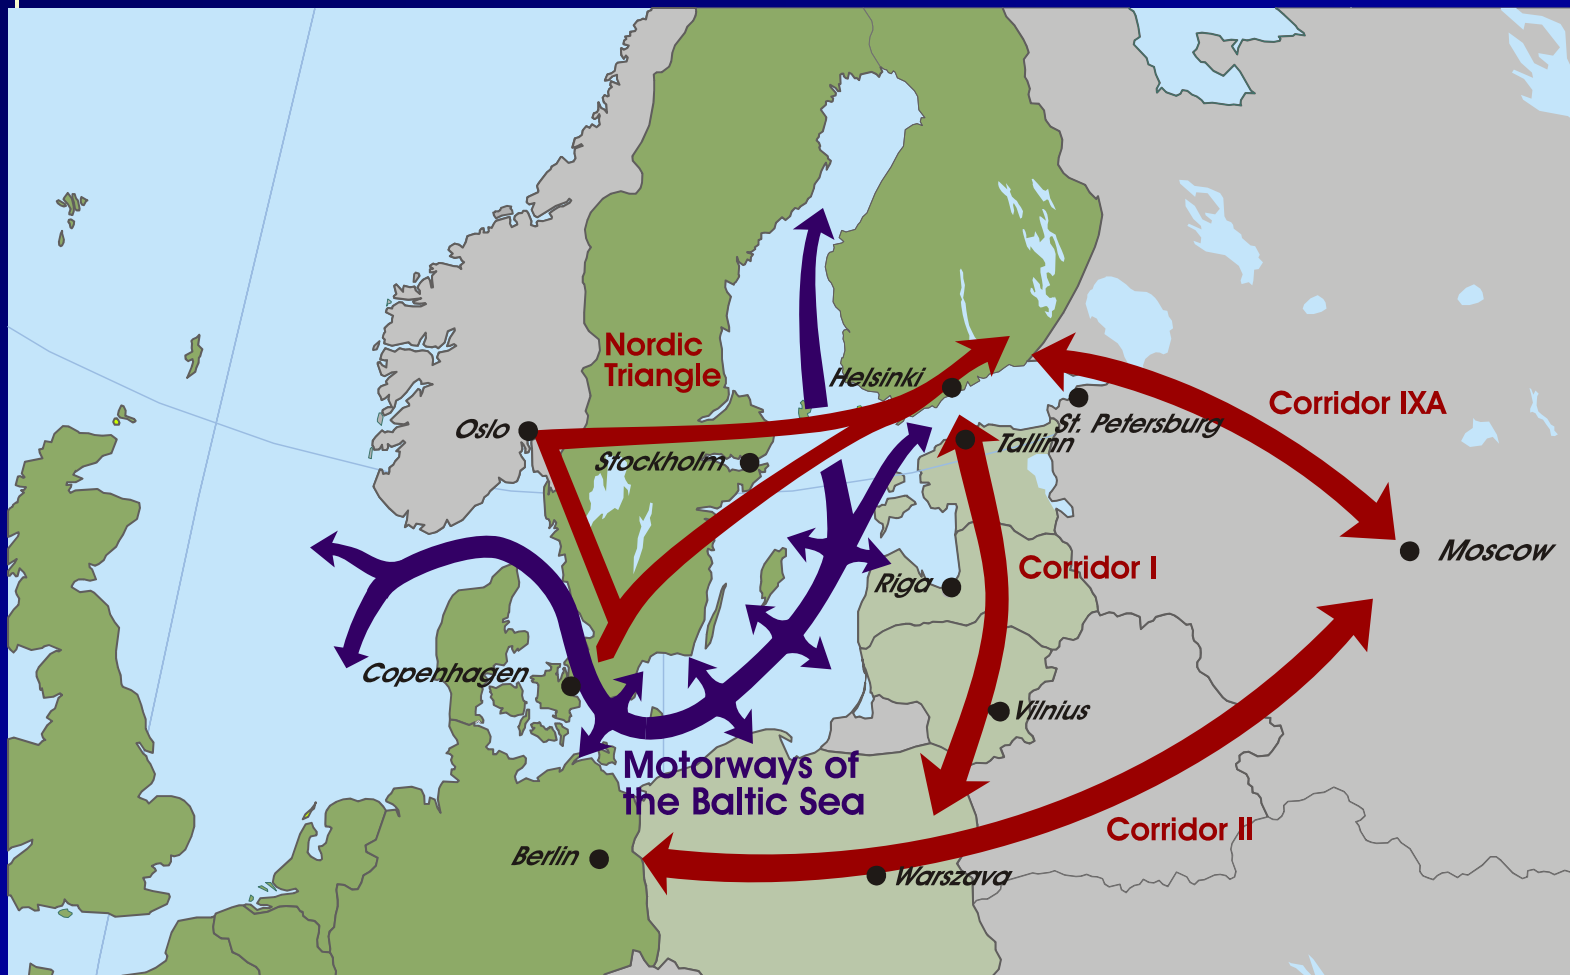 Nordic
Triangle
Helsinki
Corridor IXA
Oslo
St. Petersburg
Stockholm
Tallinn
Moscow
Corridor I
Riga
Copenhagen
Vilnius
Motorways of
the Baltic Sea
Corridor II
Berlin
Warszava